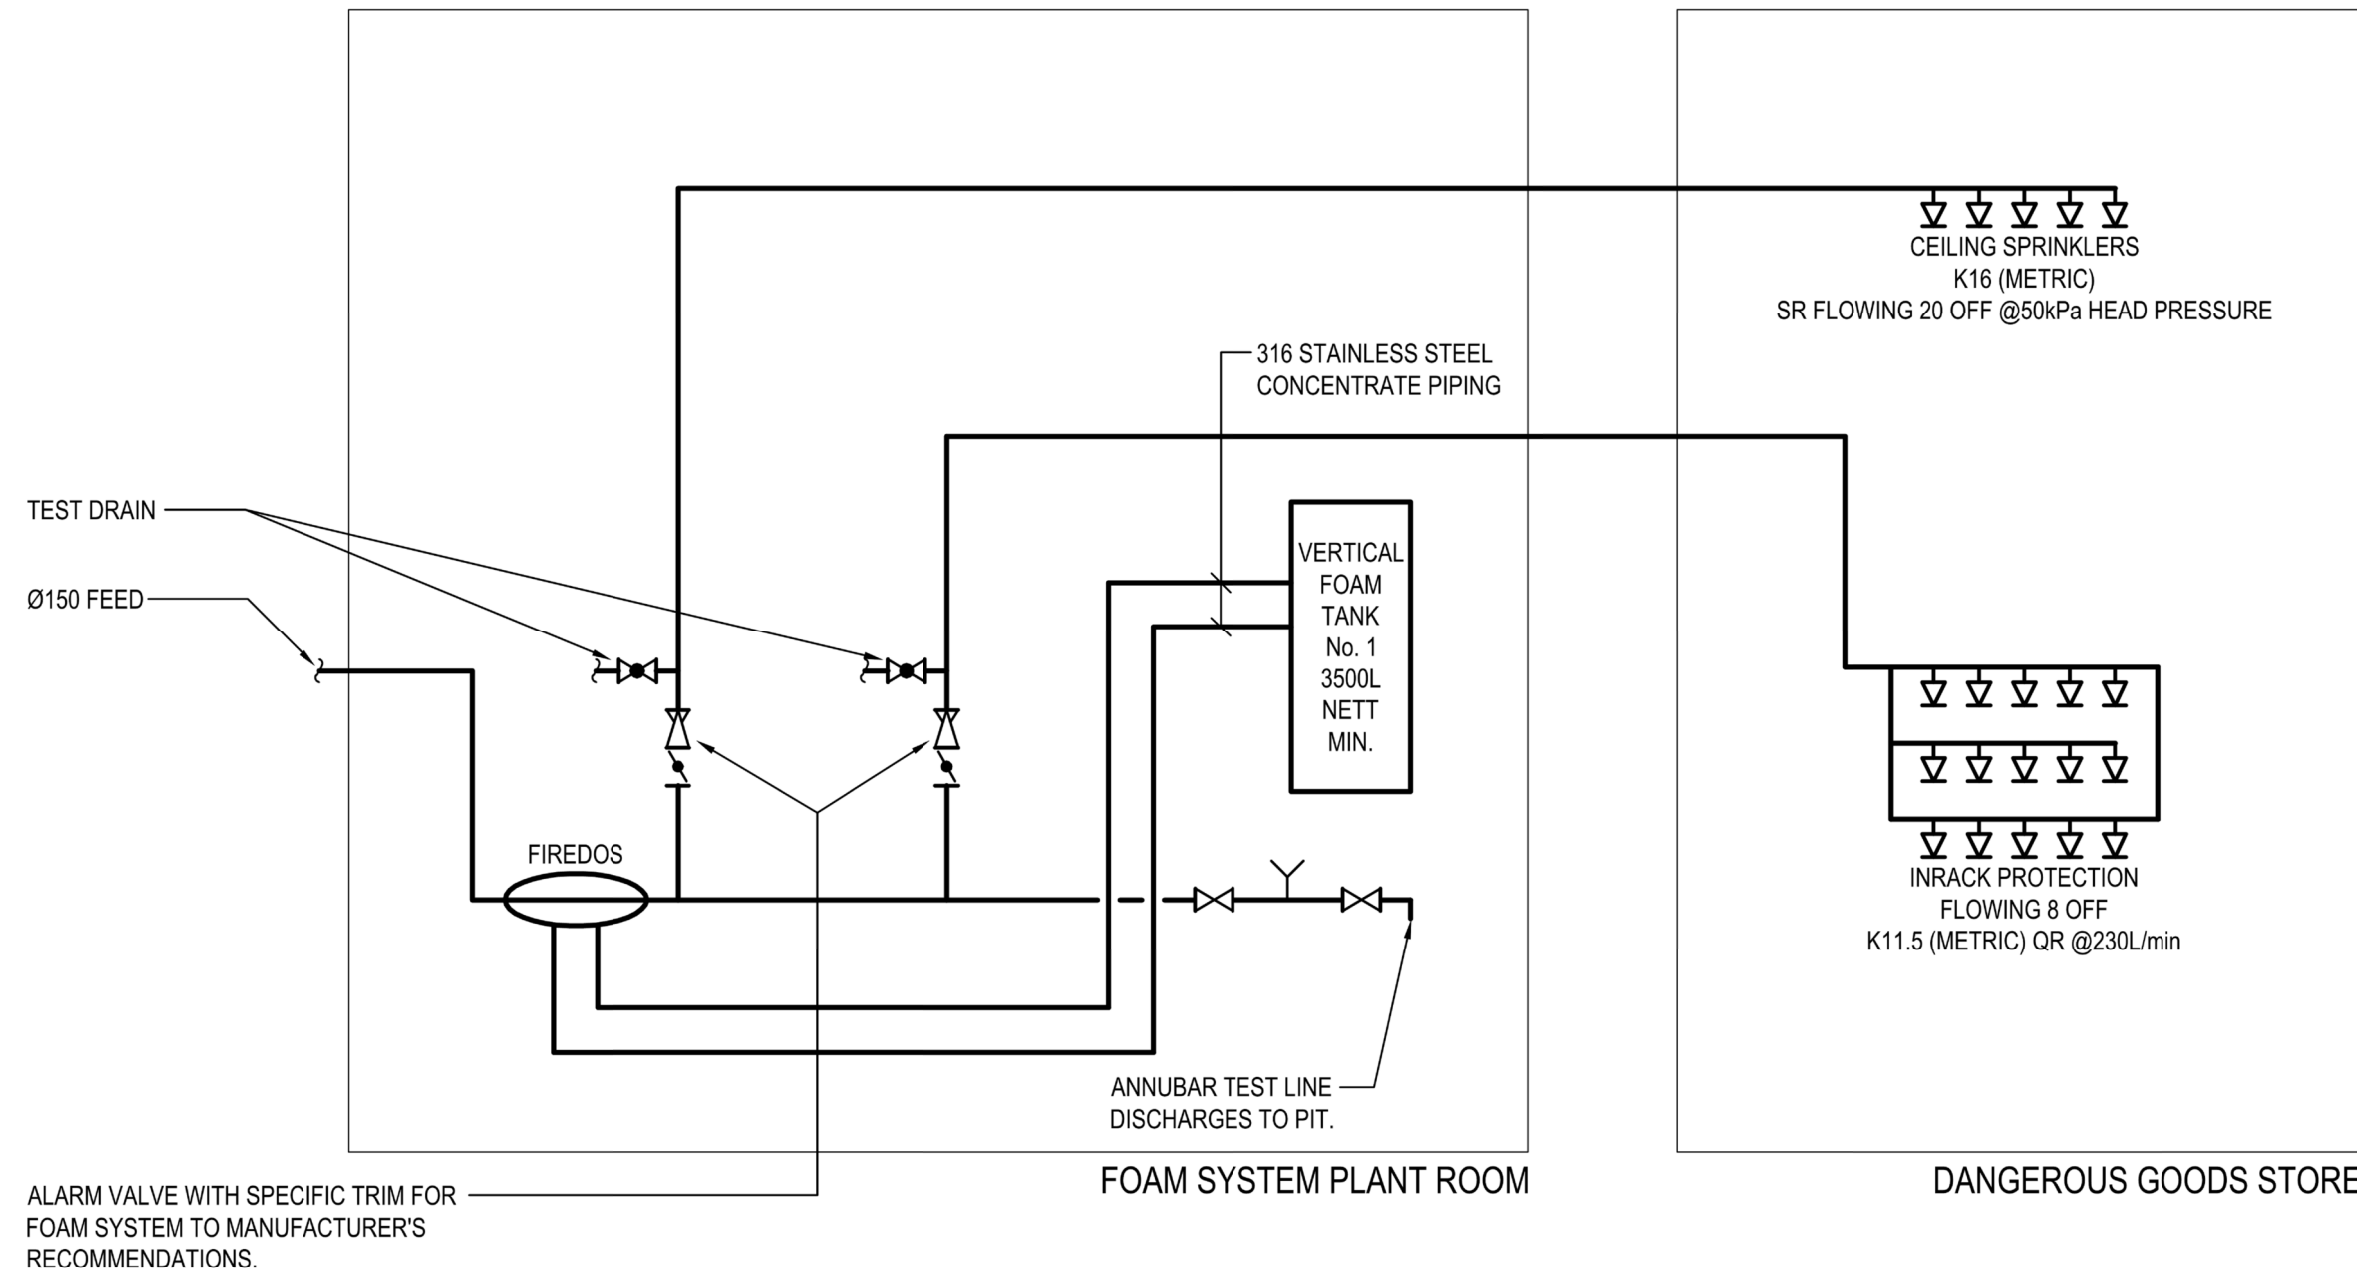 CEILING SPRINKLERS
K16 (METRIC)
SR FLOWING 20 OFF @50kPa HEAD PRESSURE
316 STAINLESS STEEL
CONCENTRATE PIPING
TEST DRAIN
Ø150 FEED
VERTICAL
FOAM
TANK
No. 1
3500L
NETT
MIN.
FIREDOS
INRACK PROTECTION
FLOWING 8 OFF
K11.5 (METRIC) QR @230L/min
ANNUBAR TEST LINE
DISCHARGES TO PIT.
FOAM SYSTEM PLANT ROOM
DANGEROUS GOODS STORE
ALARM VALVE WITH SPECIFIC TRIM FOR
FOAM SYSTEM TO MANUFACTURER'S
RECOMMENDATIONS.